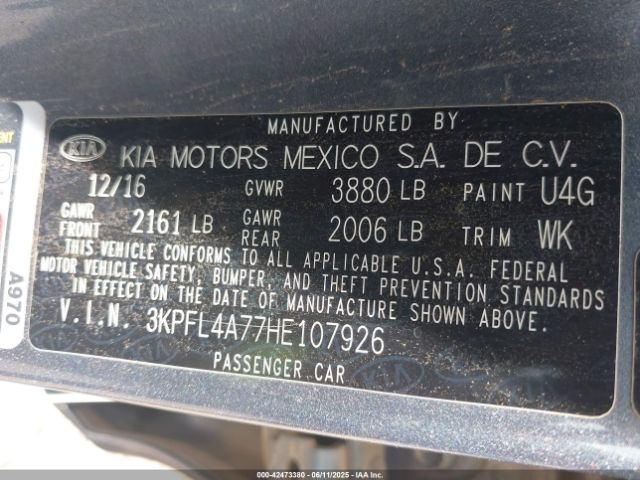 MANUFACTURED BY
KIA KIA MOTORS MEXICO S.A. DE C.V.
12/16 GVWR 3880 LB PAINT U4G
GAWR FRONT 2161 LB GAWR REAR 2006 LB TRIM WK
THIS VEHICLE CONFORMS TO ALL APPLICABLE U.S.A. FEDERAL
MOTOR VEHICLE SAFETY, BUMPER, AND THEFT PREVENTION STANDARDS
IN EFFECT ON THE DATE OF MANUFACTURE SHOWN ABOVE.
V.I.N. 3KPFL4A77HE107926
PASSENGER CAR
A970
000-42473380 - 06/11/2025 - IAA Inc.